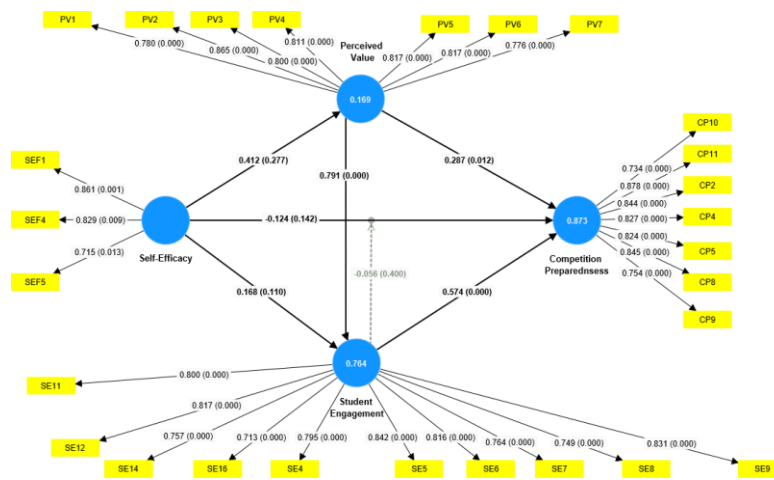 PV1
PV2
PV3
PV4
PV5
PV6
PV7
0.780 (0.000)
0.865 (0.000)
0.800 (0.000)
0.811 (0.000)
0.817 (0.000)
0.817 (0.000)
0.776 (0.000)
Perceived
Value
0.169
SEF1
SEF4
SEF5
0.861 (0.001)
0.829 (0.009)
0.715 (0.013)
Self-Efficacy
0.412 (0.277)
0.791 (0.000)
0.287 (0.012)
-0.124 (0.142)
0.168 (0.110)
-0.056 (0.400)
0.574 (0.000)
CP10
CP11
CP2
CP4
CP5
CP8
CP9
0.734 (0.000)
0.878 (0.000)
0.844 (0.000)
0.827 (0.000)
0.824 (0.000)
0.845 (0.000)
0.754 (0.000)
0.873
Competition
Preparednsess
0.764
Student
Engagement
0.800 (0.000)
0.817 (0.000)
0.757 (0.000)
0.713 (0.000)
0.795 (0.000)
0.842 (0.000)
0.816 (0.000)
0.764 (0.000)
0.749 (0.000)
0.831 (0.000)
SE11
SE12
SE14
SE16
SE4
SE5
SE6
SE7
SE8
SE9